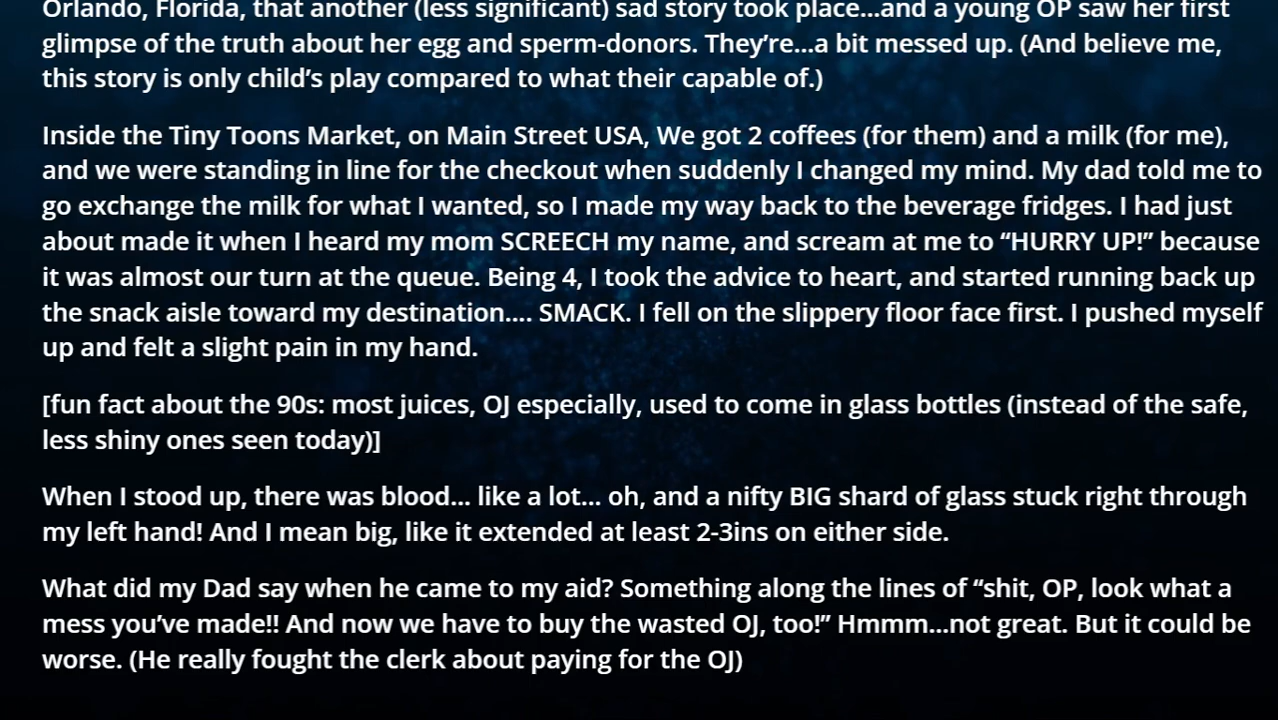 Orlando, Florida, that another (less significant) sad story took place...and a young OP saw her first
glimpse of the truth about her egg and sperm-donors. They’re...a bit messed up. (And believe me,
this story is only child’s play compared to what their capable of.)
Inside the Tiny Toons Market, on Main Street USA, We got 2 coffees (for them) and a milk (for me),
and we were standing in line for the checkout when suddenly I changed my mind. My dad told me to
go exchange the milk for what I wanted, so I made my way back to the beverage fridges. I had just
about made it when I heard my mom SCREECH my name, and scream at me to “HURRY UP!” because
it was almost our turn at the queue. Being 4, I took the advice to heart, and started running back up
the snack aisle toward my destination.... SMACK. I fell on the slippery floor face first. I pushed myself
up and felt a slight pain in my hand.
[fun fact about the 90s: most juices, OJ especially, used to come in glass bottles (instead of the safe,
less shiny ones seen today)]
When I stood up, there was blood... like a lot... oh, and a nifty BIG shard of glass stuck right through
my left hand! And I mean big, like it extended at least 2-3ins on either side.
What did my Dad say when he came to my aid? Something along the lines of “shit, OP, look what a
mess you’ve made!! And now we have to buy the wasted OJ, too!” Hmmm...not great. But it could be
worse. (He really fought the clerk about paying for the OJ)